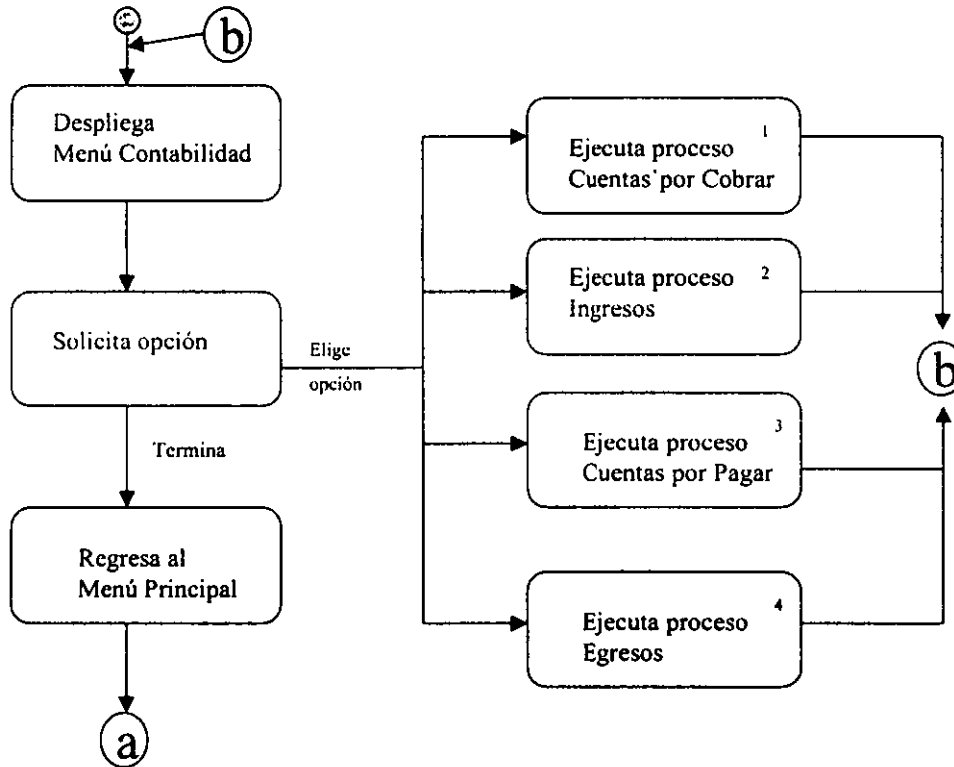 b
Despliega
Menú Contabilidad
Solicita opción
Elige
opción
Termina
Regresa al
Menú Principal
a
1
Ejecuta proceso
Cuentas por Cobrar
2
Ejecuta proceso
Ingresos
3
Ejecuta proceso
Cuentas por Pagar
4
Ejecuta proceso
Egresos
b